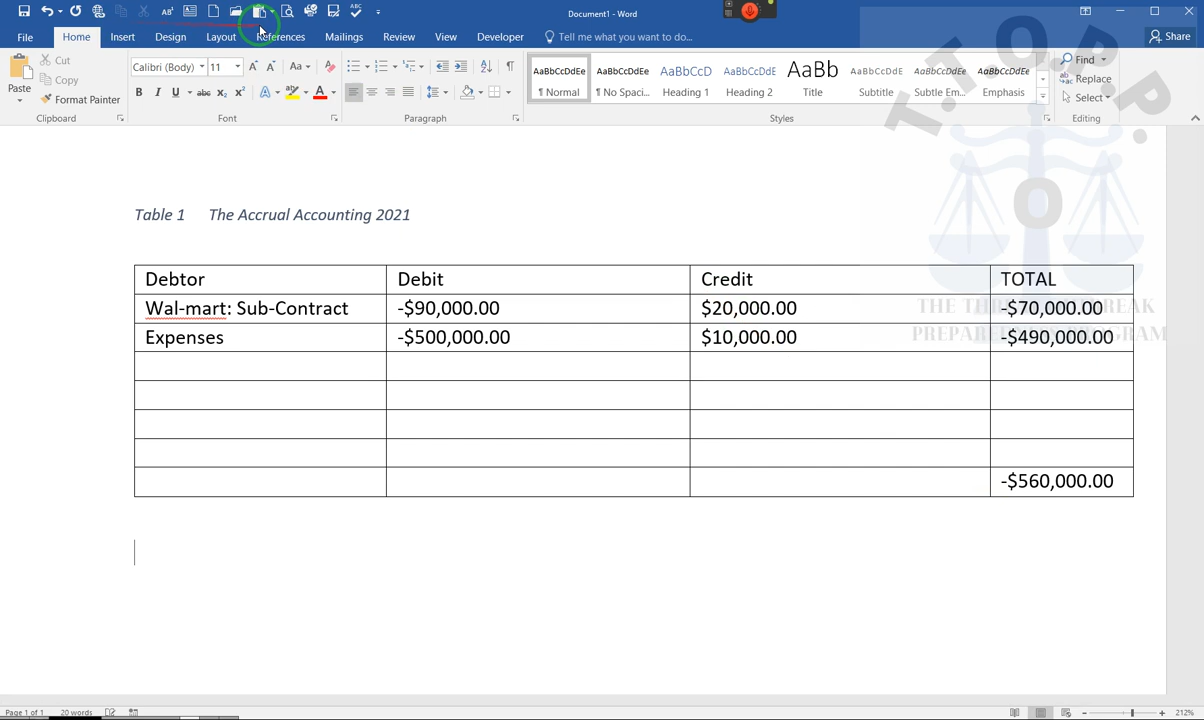 Document1 - Word
File Home Insert Design Layout References Mailings Review View Developer Tell me what you want to do... Share
Paste Cut Copy Format Painter
Calibri (Body) 11
AaBbCcDdEe AaBbCcDdEe AaBbCcD AaBbCcDdE AaBb AaBbCcDdE AaBbCcDdEe AaBbCcDdEe
¶ Normal ¶ No Spaci... Heading 1 Heading 2 Title Subtitle Subtle Em... Emphasis
Find Replace Select
Clipboard Font Paragraph Styles Editing
T.T.O.P.P.
Table 1 The Accrual Accounting 2021
Debtor Debit Credit TOTAL
Wal-mart: Sub-Contract -$90,000.00 $20,000.00 -$70,000.00
Expenses -$500,000.00 $10,000.00 -$490,000.00
-$560,000.00
Page 1 of 1 20 words 212%